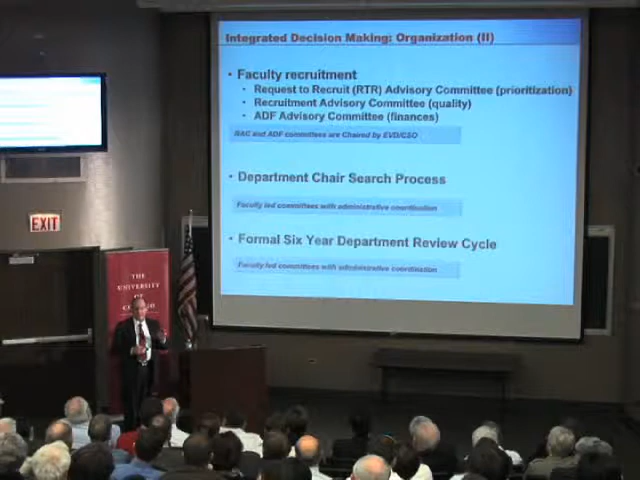 Integrated Decision Making: Organization (II)
• Faculty recruitment
• Request to Recruit (RTR) Advisory Committee (prioritization)
• Recruitment Advisory Committee (quality)
• ADF Advisory Committee (finances)
RAC and ADF committees are Chaired by EVD/CSO
• Department Chair Search Process
Faculty led committees with administrative coordination
• Formal Six Year Department Review Cycle
Faculty led committees with administrative coordination
EXIT
THE
UNIVERSITY
OF